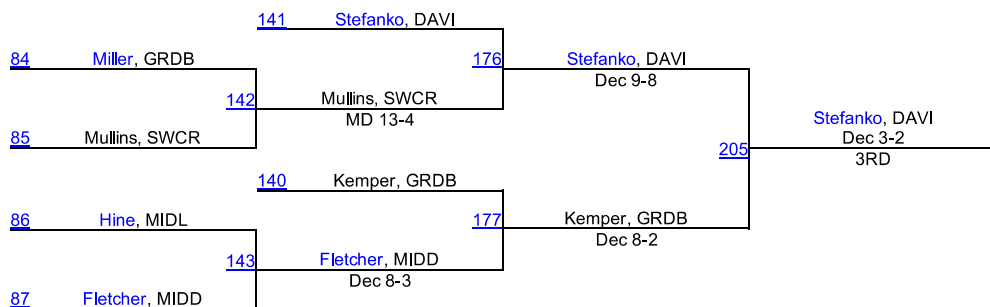 141 Stefanko, DAVI
84 Miller, GRDB
176 Stefanko, DAVI
Dec 9-8
142 Mullins, SWCR
MD 13-4
85 Mullins, SWCR
Stefanko, DAVI
205 Dec 3-2
3RD
140 Kemper, GRDB
86 Hine, MIDL
177 Kemper, GRDB
Dec 8-2
143 Fletcher, MIDD
Dec 8-3
87 Fletcher, MIDD